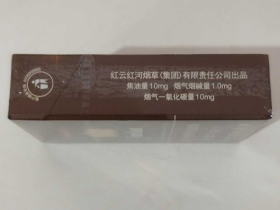 红云红河烟草(集团)有限责任公司出品
焦油量10mg 烟气烟碱量1.0mg
烟气一氧化碳量10mg